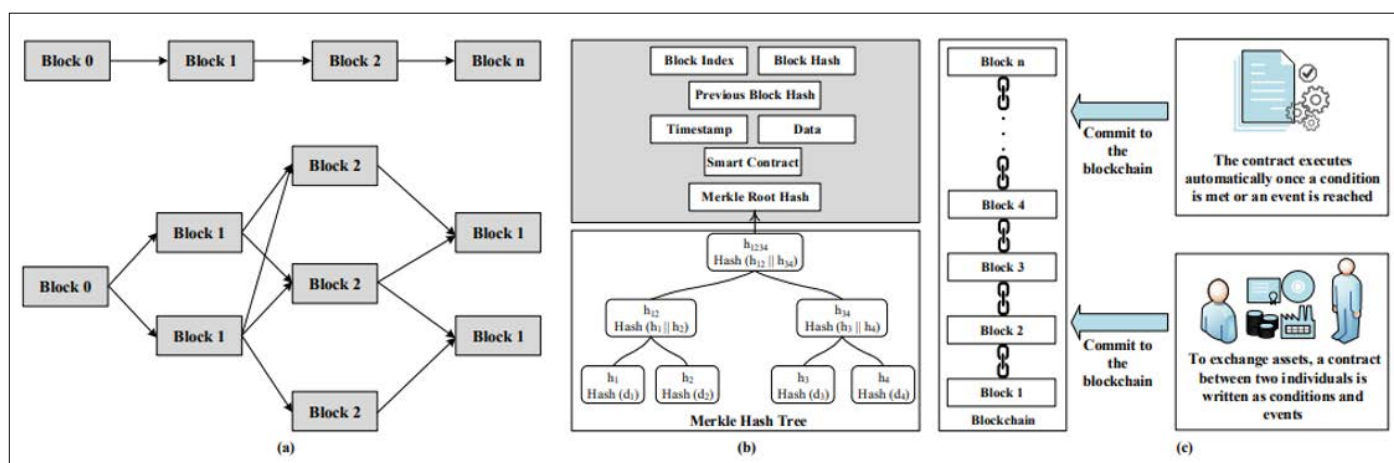 Block 0
Block 1
Block 2
Block n
Block 2
Block 1
Block 1
Block 0
Block 2
Block 1
Block 1
Block 2
(a)
Block Index
Block Hash
Previous Block Hash
Timestamp
Data
Smart Contract
Merkle Root Hash
h₁₂₃₄
Hash (h₁₂ || h₃₄)
h₁₂
Hash (h₁ || h₂)
h₃₄
Hash (h₃ || h₄)
h₁
Hash (d₁)
h₂
Hash (d₂)
h₃
Hash (d₃)
h₄
Hash (d₄)
Merkle Hash Tree
(b)
Block n
Block 4
Block 3
Block 2
Block 1
Blockchain
Commit to
the
blockchain
The contract executes
automatically once a condition
is met or an event is reached
Commit to
the
blockchain
To exchange assets, a contract
between two individuals is
written as conditions and
events
(c)